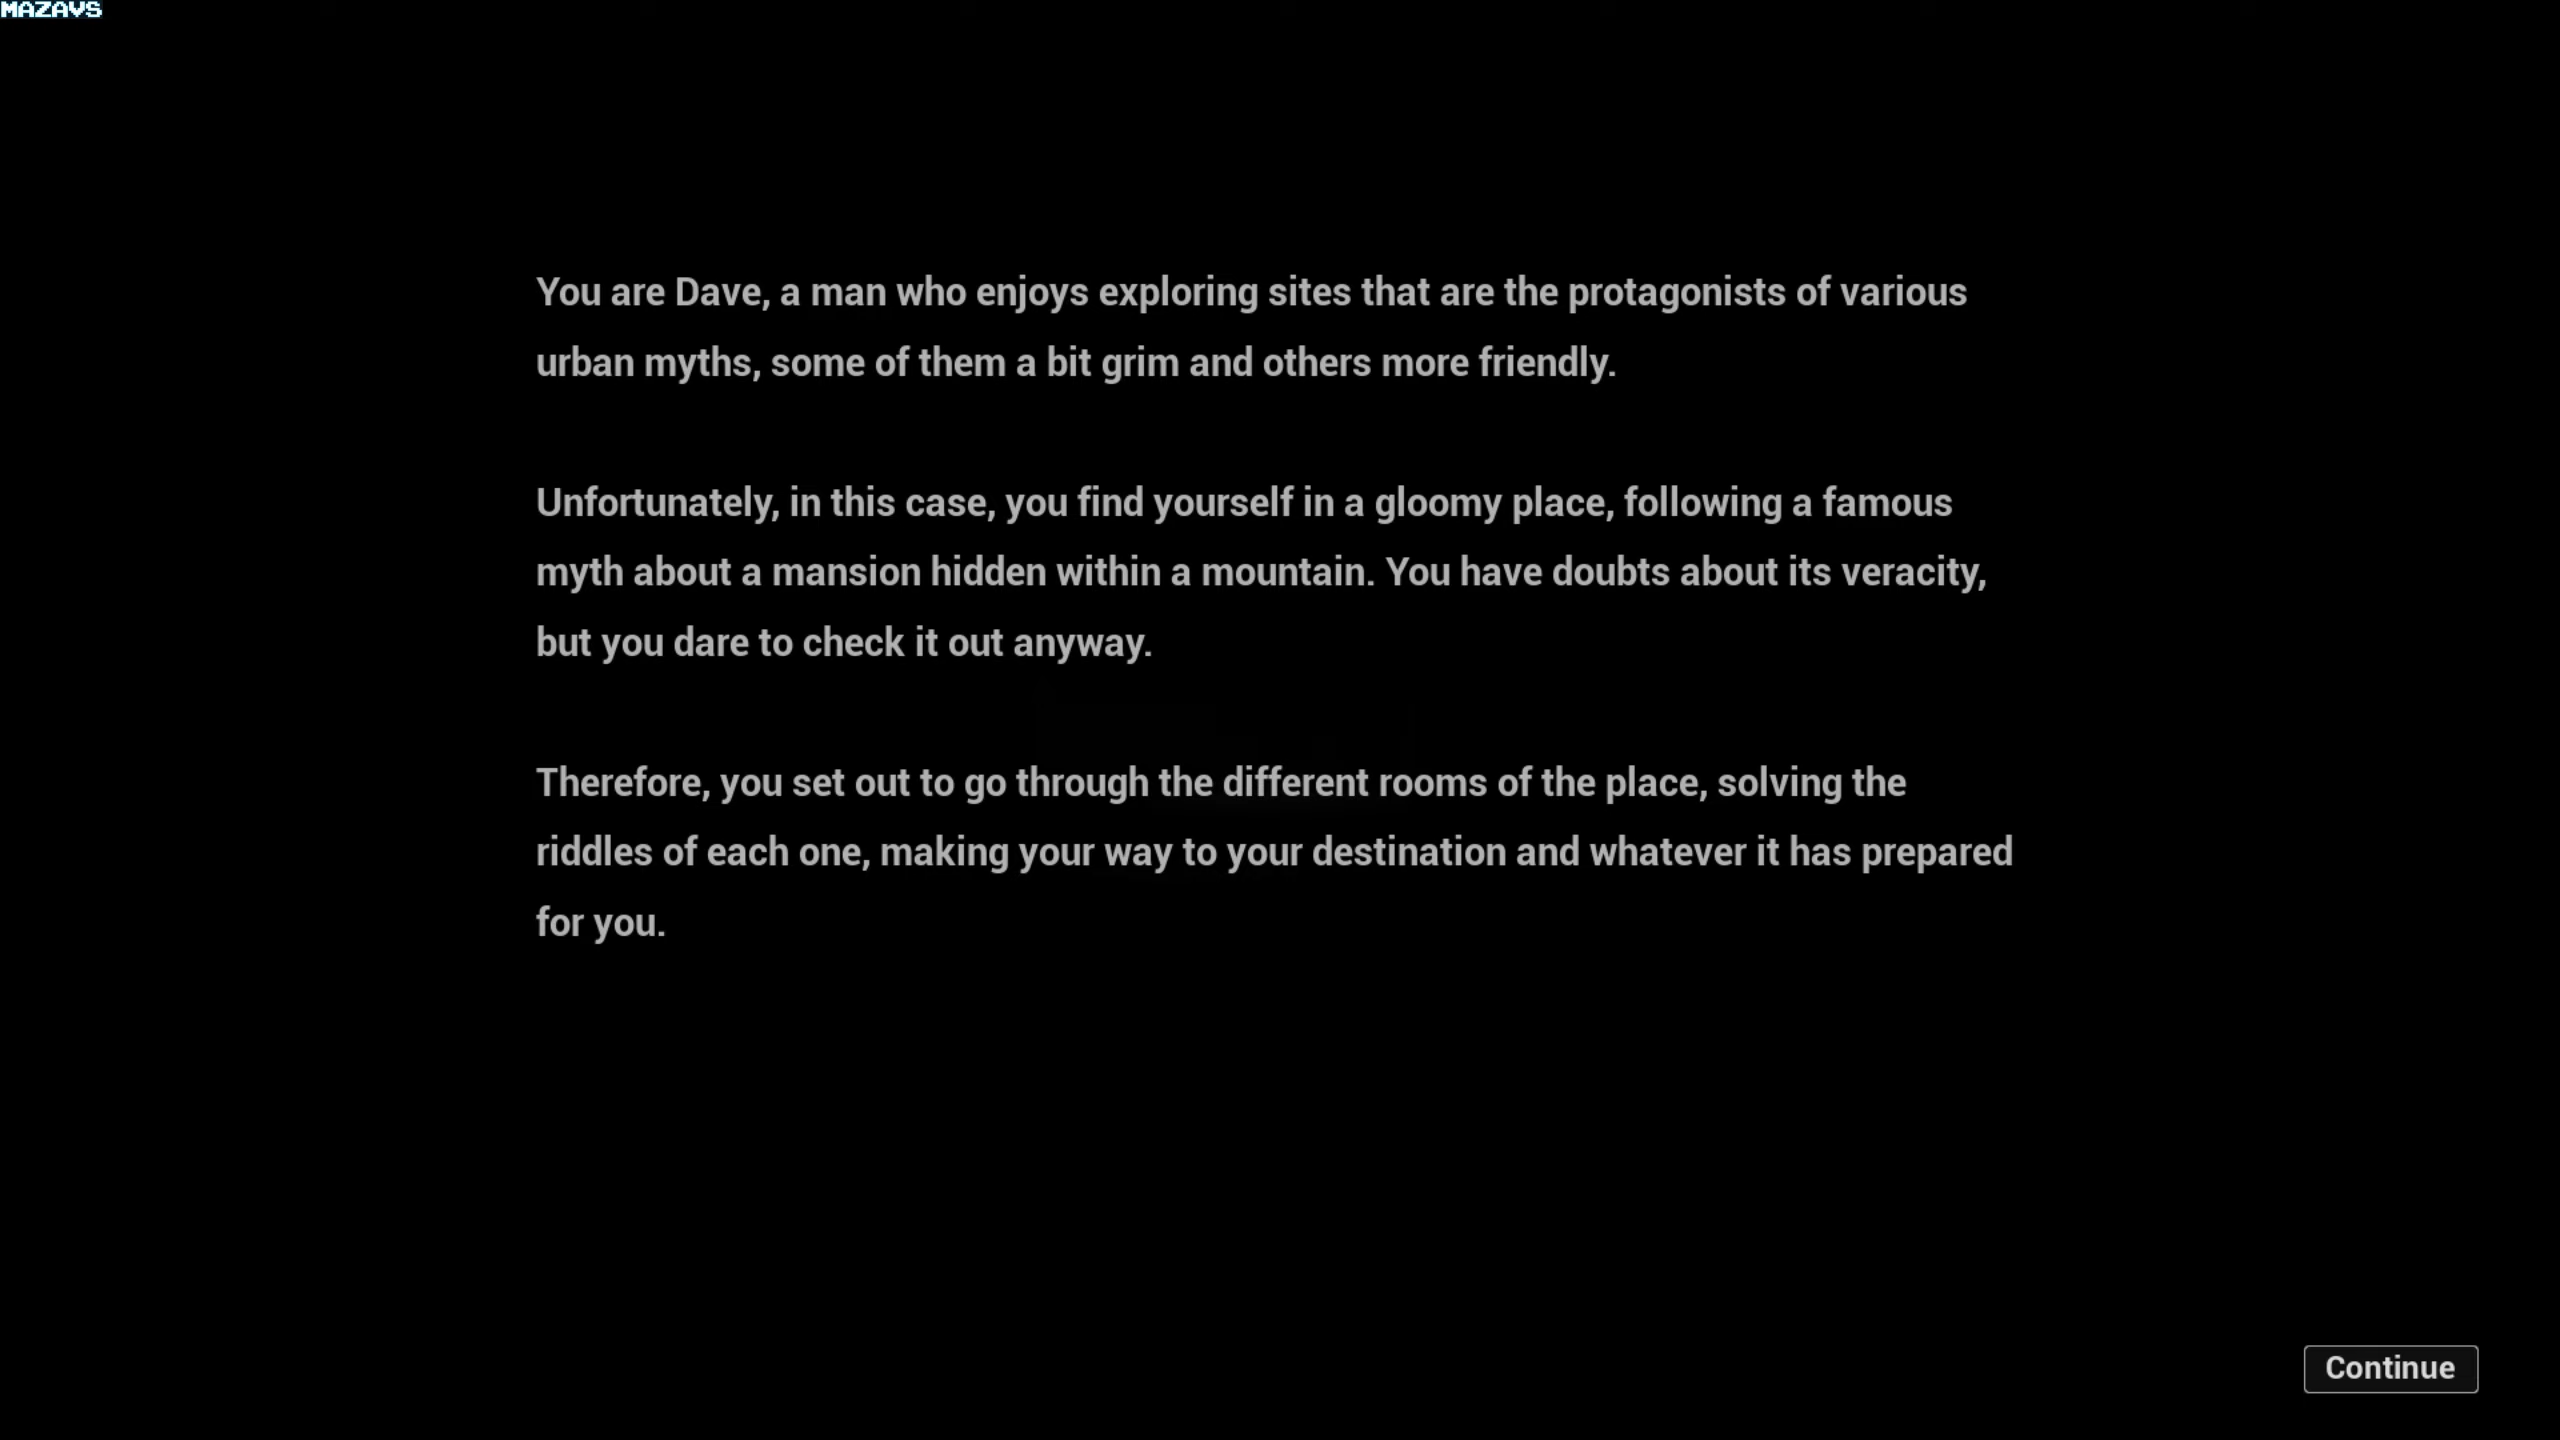 MAZAVS
You are Dave, a man who enjoys exploring sites that are the protagonists of various
urban myths, some of them a bit grim and others more friendly.
Unfortunately, in this case, you find yourself in a gloomy place, following a famous
myth about a mansion hidden within a mountain. You have doubts about its veracity,
but you dare to check it out anyway.
Therefore, you set out to go through the different rooms of the place, solving the
riddles of each one, making your way to your destination and whatever it has prepared
for you.
Continue